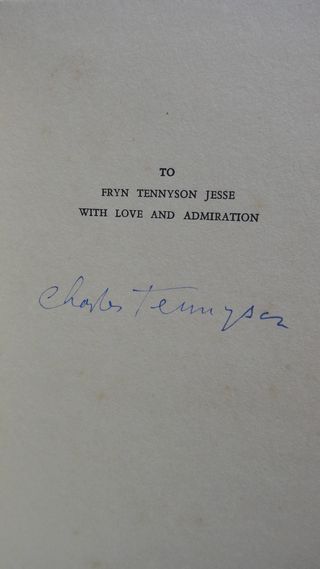 TO
FRYN TENNYSON JESSE
WITH LOVE AND ADMIRATION
Charles Tennyson